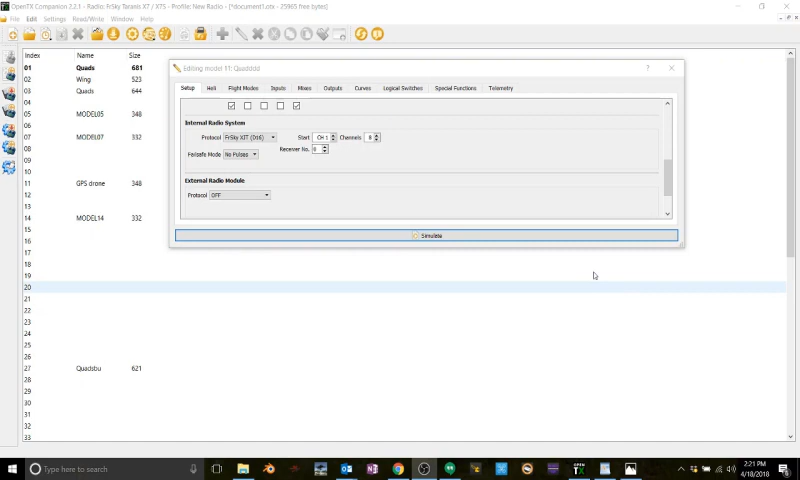 OpenTX Companion 2.2.1 - Radio: FrSky Taranis X7 / X7S - Profile: New Radio - [*document1.otx - 25965 free bytes]
File Edit Settings Read/Write Window Help
Index Name Size
01 Quads 681
02 Wing 523
03 Quads 644
04
05 MODEL05 348
06
07 MODEL07 332
08
09
10
11 GPS drone 348
12
13
14 MODEL14 332
15
16
17
18
19
20
21
22
23
24
25
26
27 Quadsbu 621
28
29
30
31
32
33
Editing model 11: Quadddd
Setup Heli Flight Modes Inputs Mixes Outputs Curves Logical Switches Special Functions Telemetry
Internal Radio System
Protocol FrSky XJT (D16) Start CH 1 Channels 8
Failsafe Mode No Pulses Receiver No. 0
External Radio Module
Protocol OFF
Simulate
Type here to search
2:21 PM
4/18/2018